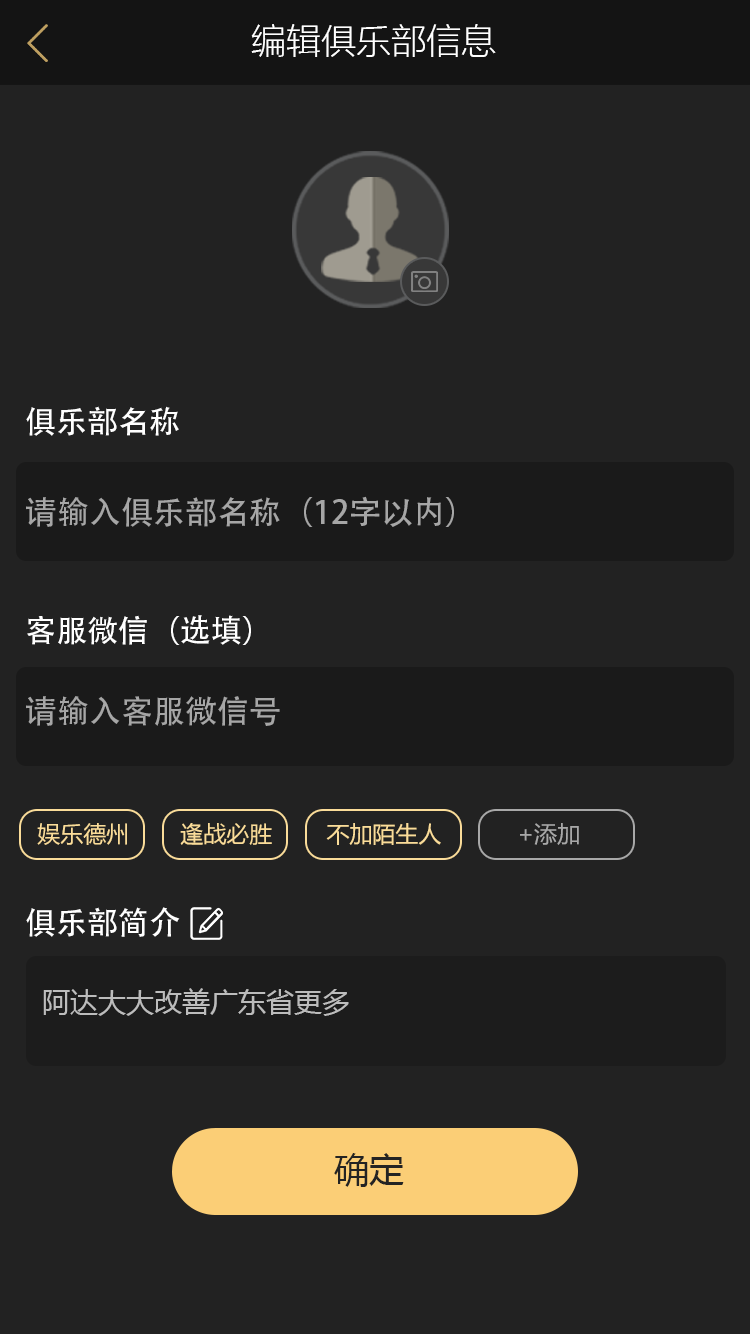 编辑俱乐部信息
俱乐部名称
请输入俱乐部名称（12字以内）
客服微信（选填）
请输入客服微信号
娱乐德州 逢战必胜 不加陌生人 +添加
俱乐部简介
阿达大大改善广东省更多
确定